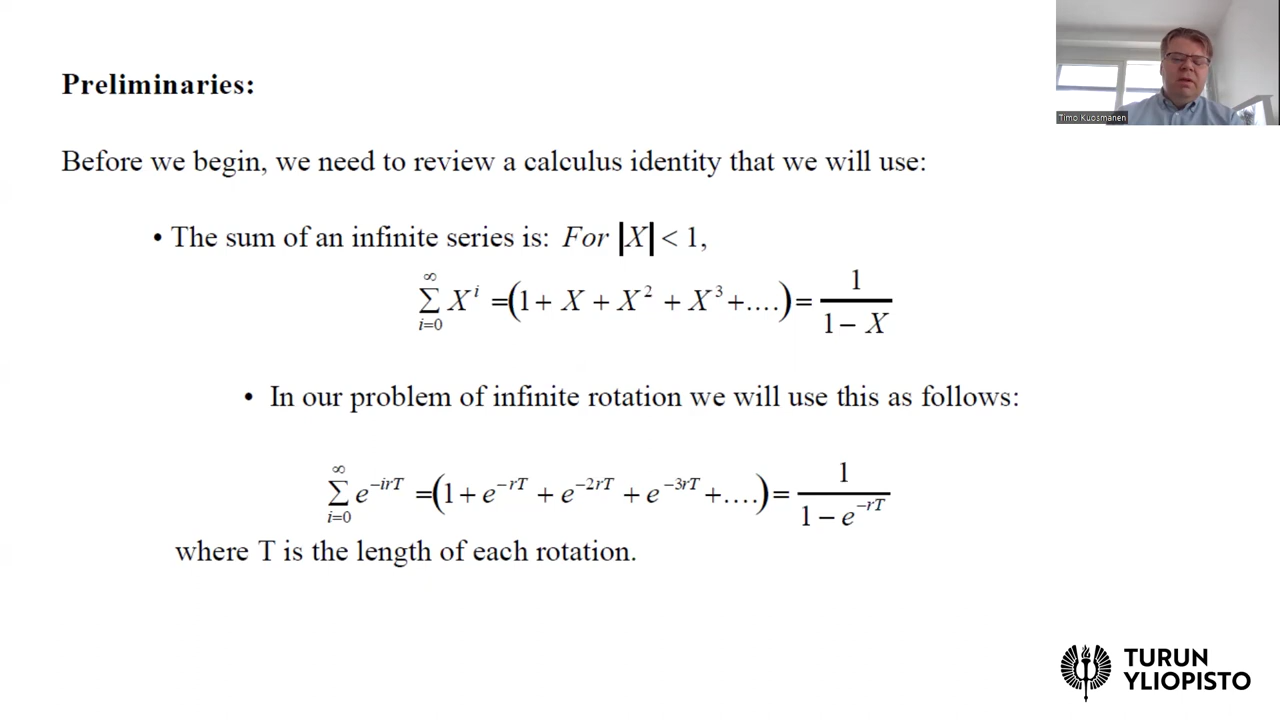 Preliminaries:
Timo Kuosmanen
Before we begin, we need to review a calculus identity that we will use:
• The sum of an infinite series is: For |X| < 1,
∑_{i=0}^{∞} X^i =(1 + X + X^2 + X^3 +....)= 1/(1 − X)
• In our problem of infinite rotation we will use this as follows:
∑_{i=0}^{∞} e^{−irT} =(1 + e^{−rT} + e^{−2rT} + e^{−3rT} +....)= 1/(1 − e^{−rT})
where T is the length of each rotation.
TURUN
YLIOPISTO